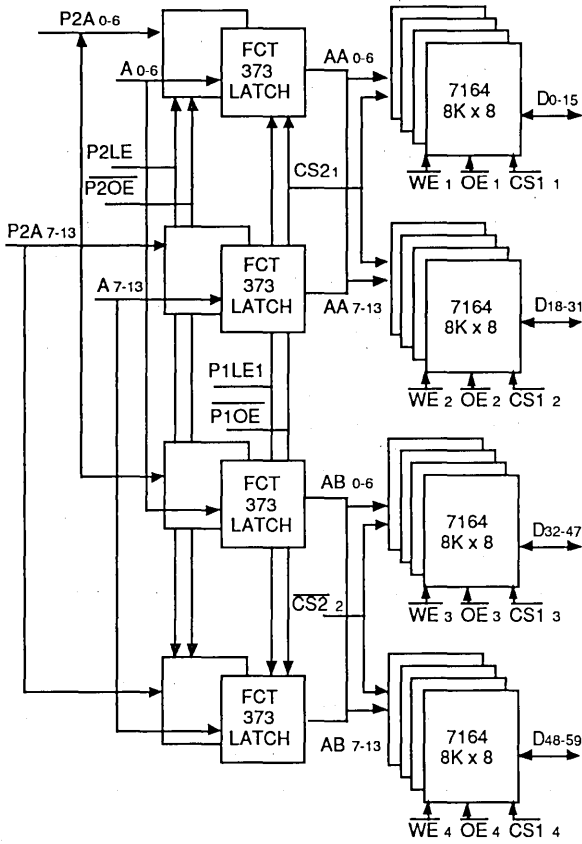 P2A 0-6
A 0-6
FCT
373
LATCH
AA 0-6
7164
8K x 8
D0-15
WE 1 OE 1 CS1 1
P2LE
P2OE
CS21
P2A 7-13
A 7-13
FCT
373
LATCH
AA 7-13
7164
8K x 8
D18-31
WE 2 OE 2 CS1 2
P1LE1
P1OE
FCT
373
LATCH
AB 0-6
7164
8K x 8
D32-47
WE 3 OE 3 CS1 3
CS2 2
FCT
373
LATCH
AB 7-13
7164
8K x 8
D48-59
WE 4 OE 4 CS1 4